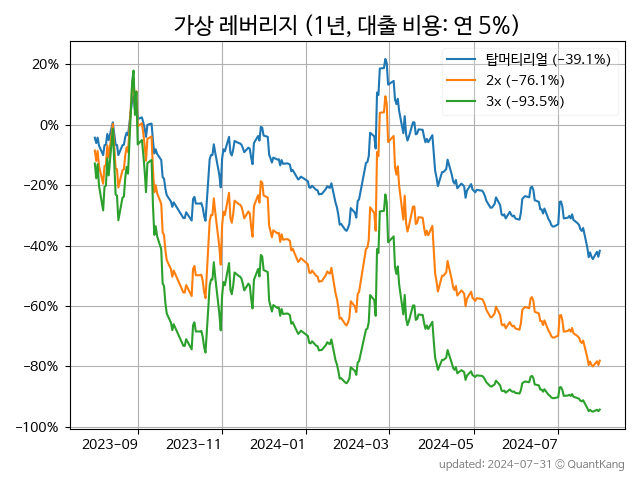 가상 레버리지 (1년, 대출 비용: 연 5%)
탑머티리얼 (−39.1%)
2x (−76.1%)
3x (−93.5%)
20%
0%
−20%
−40%
−60%
−80%
−100%
2023-09
2023-11
2024-01
2024-03
2024-05
2024-07
updated: 2024-07-31 © QuantKang